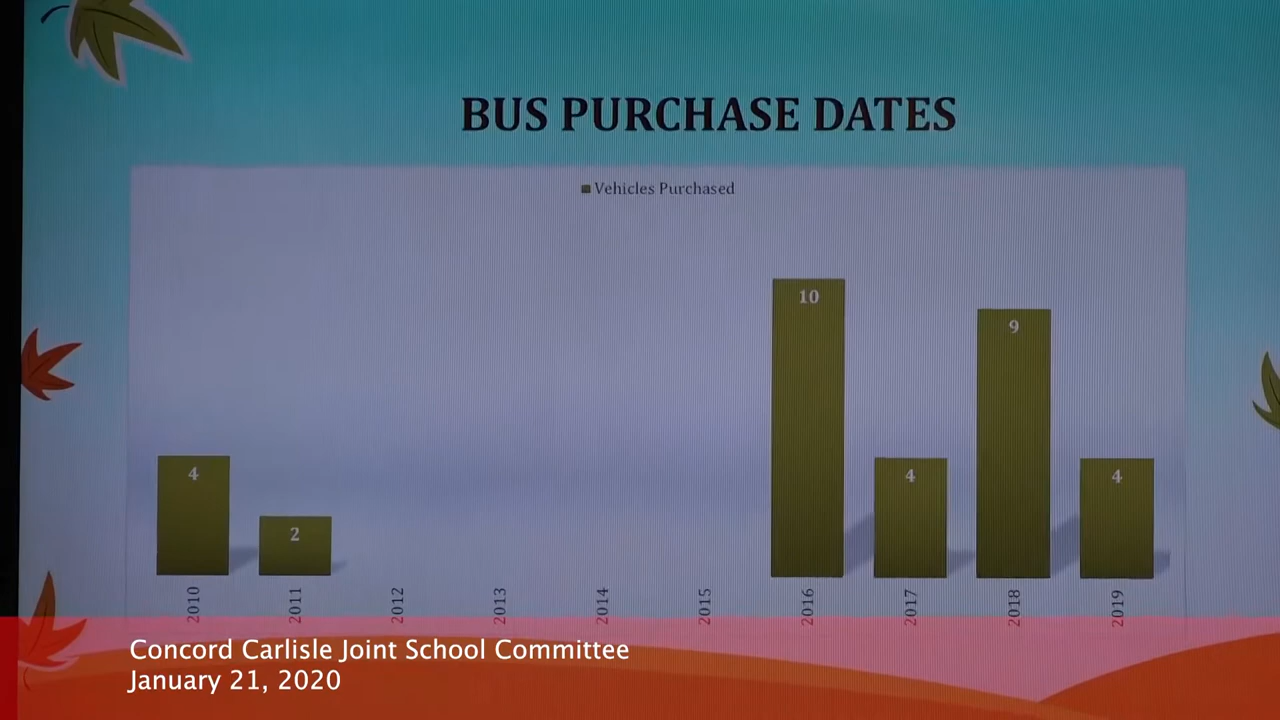 BUS PURCHASE DATES
Vehicles Purchased
10
9
4
4
4
2
2010 2011 2012 2013 2014 2015 2016 2017 2018 2019
Concord Carlisle Joint School Committee
January 21, 2020